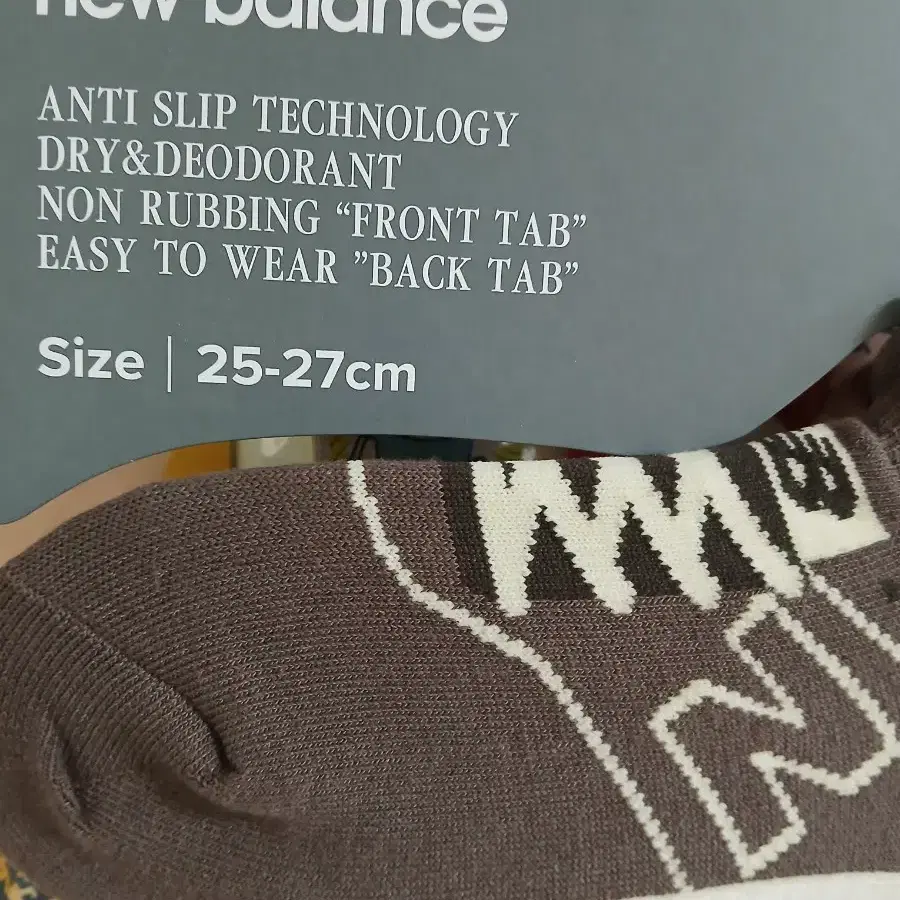 new balance
ANTI SLIP TECHNOLOGY
DRY&DEODORANT
NON RUBBING “FRONT TAB”
EASY TO WEAR ”BACK TAB”
Size | 25-27cm
N